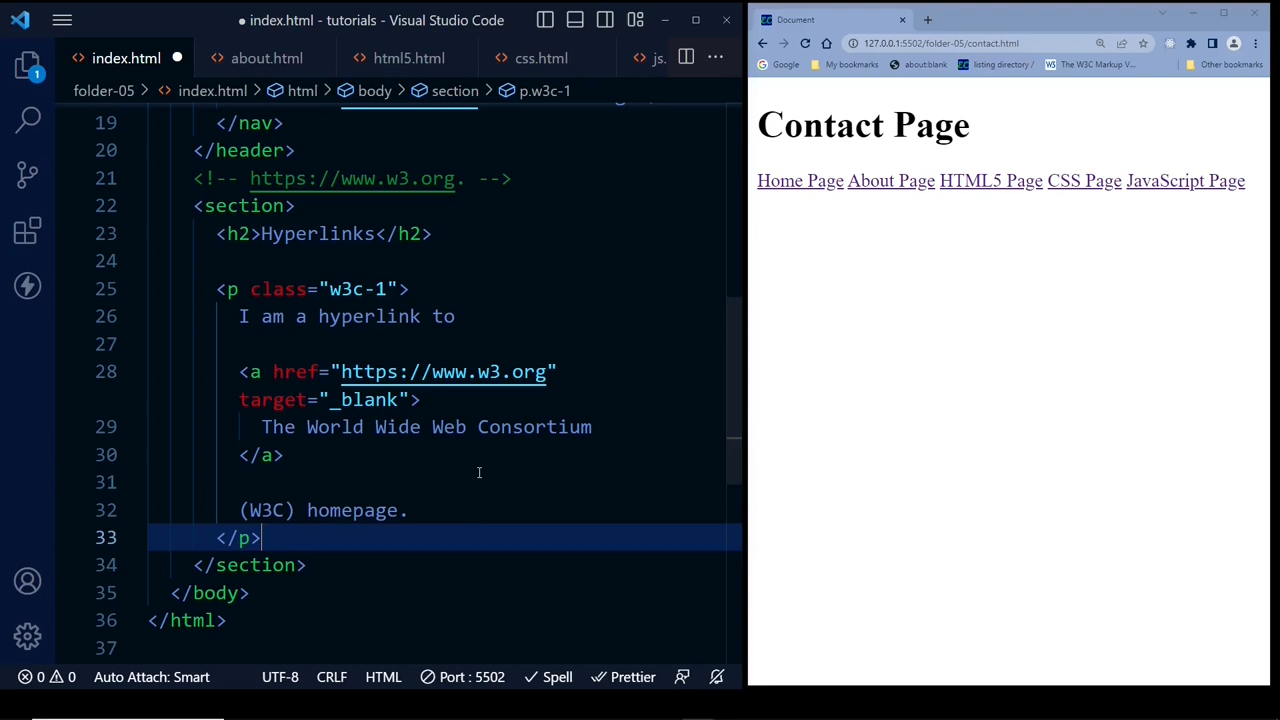 index.html - tutorials - Visual Studio Code
index.html
about.html
html5.html
css.html
js.
folder-05 > index.html > html > body > section > p.w3c-1
19 </nav>
20 </header>
21 <!-- https://www.w3.org. -->
22 <section>
23 <h2>Hyperlinks</h2>
24
25 <p class="w3c-1">
26 I am a hyperlink to
27
28 <a href="https://www.w3.org"
target="_blank">
29 The World Wide Web Consortium
30 </a>
31
32 (W3C) homepage.
33 </p>
34 </section>
35 </body>
36 </html>
37
1
0 0 Auto Attach: Smart UTF-8 CRLF HTML Port : 5502 Spell Prettier
Document
127.0.0.1:5502/folder-05/contact.html
Google My bookmarks about:blank listing directory / The W3C Markup V... Other bookmarks
Contact Page
Home Page About Page HTML5 Page CSS Page JavaScript Page